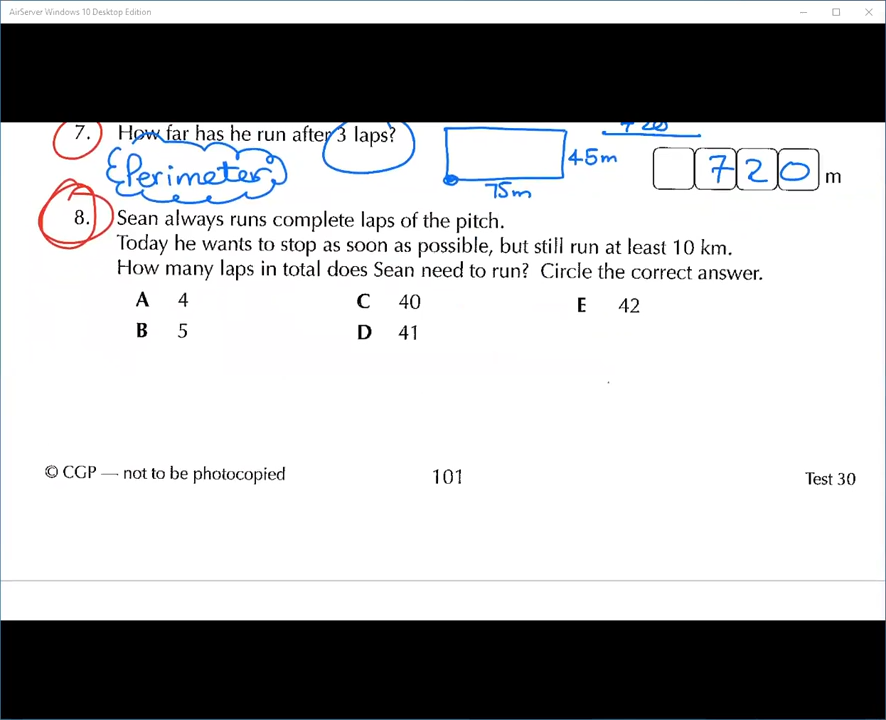 AirServer Windows 10 Desktop Edition
7. How far has he run after 3 laps?
Perimeter
45m
75m
720 m
8. Sean always runs complete laps of the pitch.
Today he wants to stop as soon as possible, but still run at least 10 km.
How many laps in total does Sean need to run? Circle the correct answer.
A 4 C 40 E 42
B 5 D 41
© CGP — not to be photocopied 101 Test 30